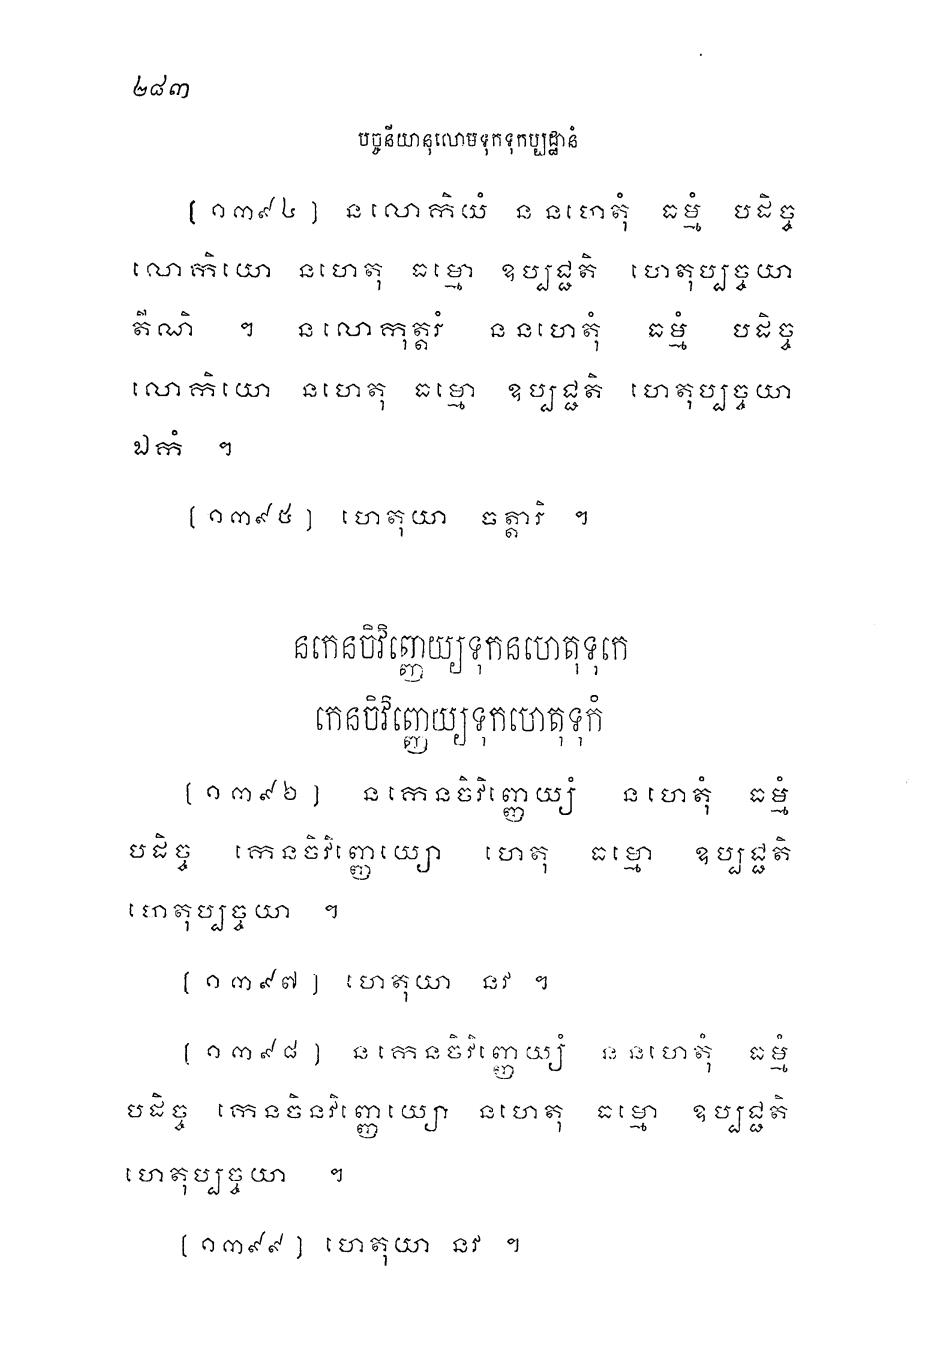 ២៨៣
បច្ចនីយានុលោមទុកទុកប្បដ្ឋានំ
[១៣៩៤] នលោកិយំ ននហេតុំ ធម្មំ បដិច្ច
លោកិយោ នហេតុ ធម្មោ ឧប្បជ្ជតិ ហេតុប្បច្ចយា
តីណិ ។ នលោកុត្តរំ ននហេតុំ ធម្មំ បដិច្ច
លោកិយោ នហេតុ ធម្មោ ឧប្បជ្ជតិ ហេតុប្បច្ចយា
ឯកំ ។
[១៣៩៥] ហេតុយា ចត្តារិ ។
នកេនចិវិញ្ញេយ្យទុកនហេតុទុកេ
កេនចិវិញ្ញេយ្យទុកហេតុទុកំ
[១៣៩៦] នកេនចិវិញ្ញេយ្យំ នហេតុំ ធម្មំ
បដិច្ច កេនចិវិញ្ញេយ្យោ ហេតុ ធម្មោ ឧប្បជ្ជតិ
ហេតុប្បច្ចយា ។
[១៣៩៧] ហេតុយា នវ ។
[១៣៩៨] នកេនចិវិញ្ញេយ្យំ ននហេតុំ ធម្មំ
បដិច្ច កេនចិនវិញ្ញេយ្យោ នហេតុ ធម្មោ ឧប្បជ្ជតិ
ហេតុប្បច្ចយា ។
[១៣៩៩] ហេតុយា នវ ។